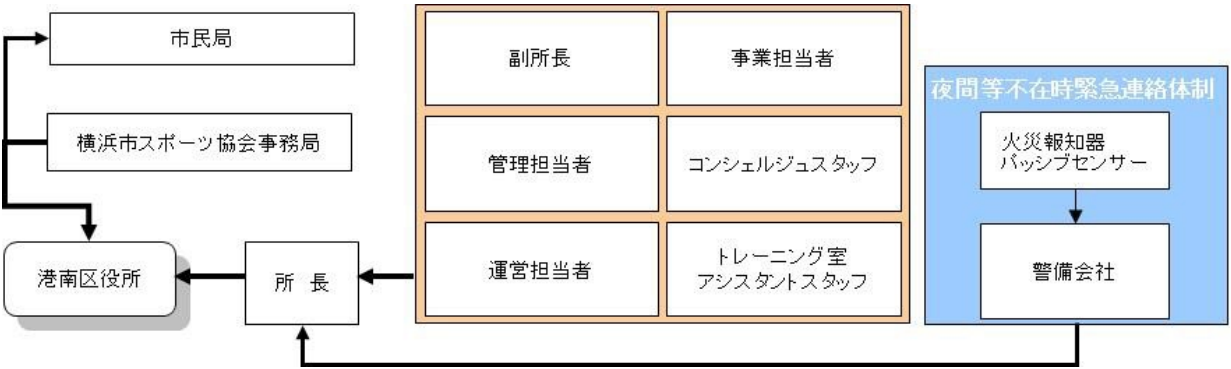 市民局
横浜市スポーツ協会事務局
港南区役所
所 長
副所長
事業担当者
管理担当者
コンシェルジュスタッフ
運営担当者
トレーニング室
アシスタントスタッフ
夜間等不在時緊急連絡体制
火災報知器
パッシブセンサー
警備会社